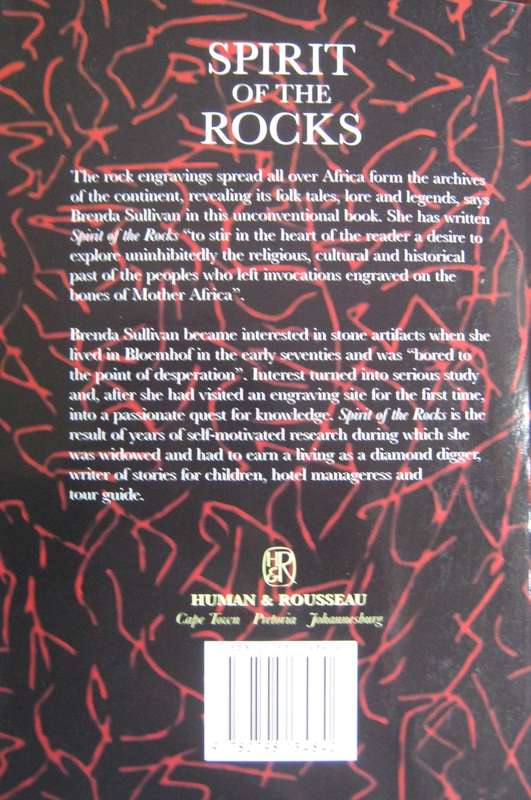 SPIRIT
OF THE
ROCKS
The rock engravings spread all over Africa form the archives
of the continent, revealing its folk tales, lore and legends, says
Brenda Sullivan in this unconventional book. She has written
Spirit of the Rocks “to stir in the heart of the reader a desire to
explore uninhibitedly the religious, cultural and historical
past of the peoples who left invocations engraved on the
bones of Mother Africa”.
Brenda Sullivan became interested in stone artifacts when she
lived in Bloemhof in the early seventies and was “bored to
the point of desperation”. Interest turned into serious study
and, after she had visited an engraving site for the first time,
into a passionate quest for knowledge. Spirit of the Rocks is the
result of years of self-motivated research during which she
was widowed and had to earn a living as a diamond digger,
writer of stories for children, hotel manageress and
tour guide.
H&R
HUMAN & ROUSSEAU
Cape Town Pretoria Johannesburg